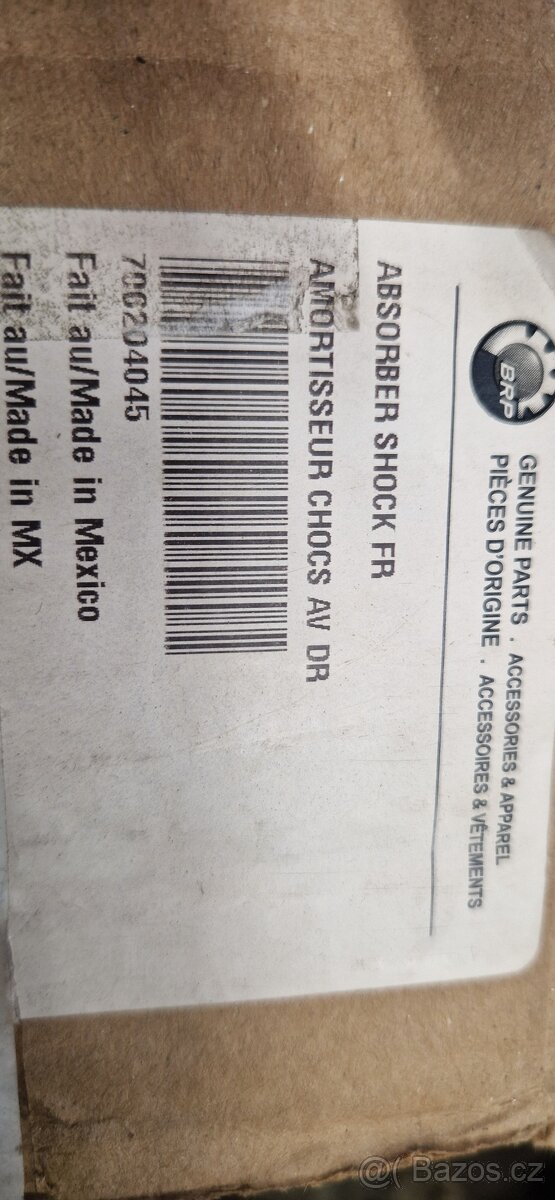 BRP
GENUINE PARTS . ACCESSORIES & APPAREL
PIÈCES D'ORIGINE . ACCESSOIRES & VÊTEMENTS
ABSORBER SHOCK FR
AMORTISSEUR CHOCS AV DR
706204045
Fait au/Made in Mexico
Fait au/Made in MX
Bazos.cz